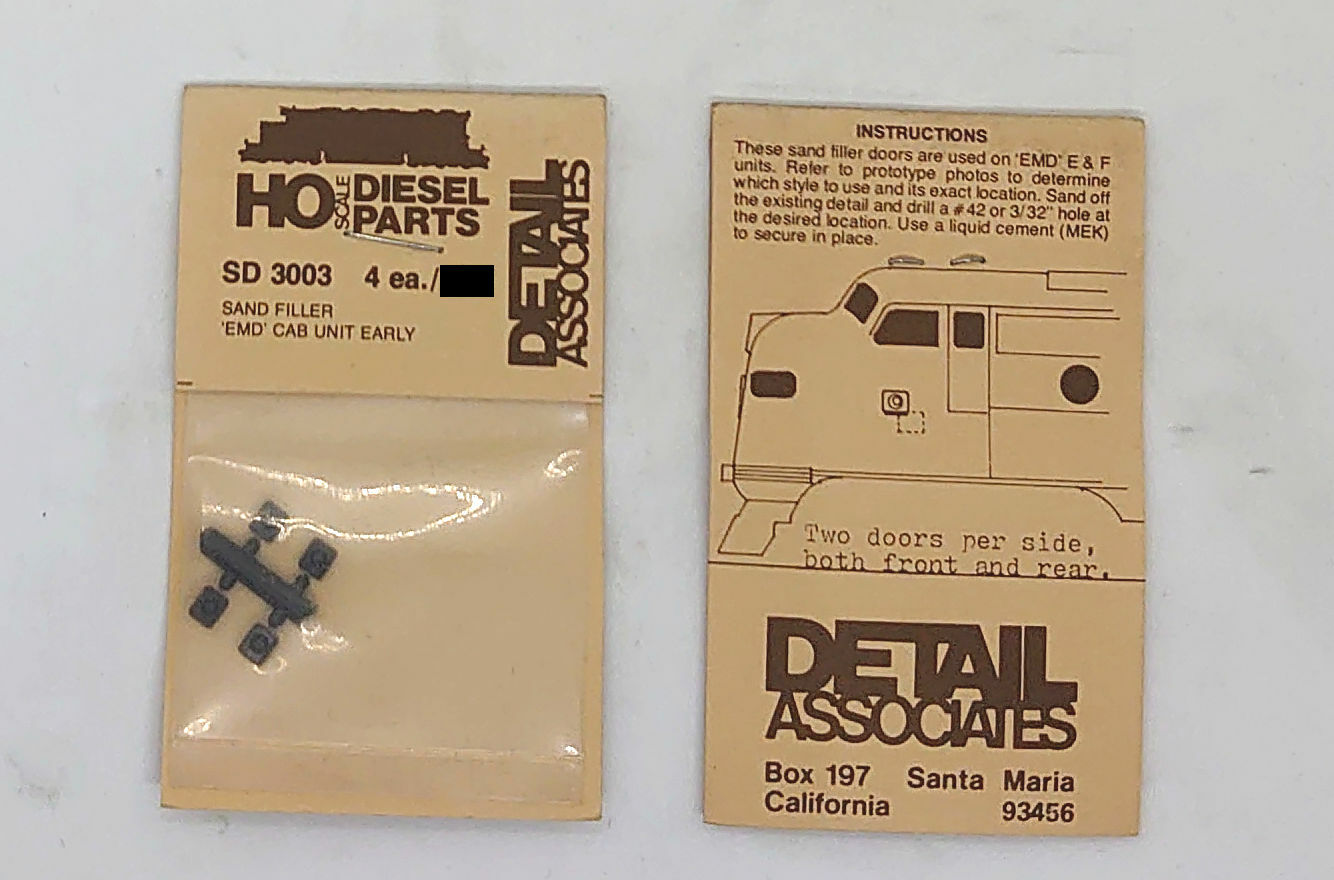 HO SCALE DIESEL
PARTS
SD 3003 4 ea./
SAND FILLER
'EMD' CAB UNIT EARLY
DETAIL
ASSOCIATES
INSTRUCTIONS
These sand filler doors are used on 'EMD' E & F
units. Refer to prototype photos to determine
which style to use and its exact location. Sand off
the existing detail and drill a #42 or 3/32" hole at
the desired location. Use a liquid cement (MEK)
to secure in place.
Two doors per side,
both front and rear.
DETAIL
ASSOCIATES
Box 197 Santa Maria
California 93456